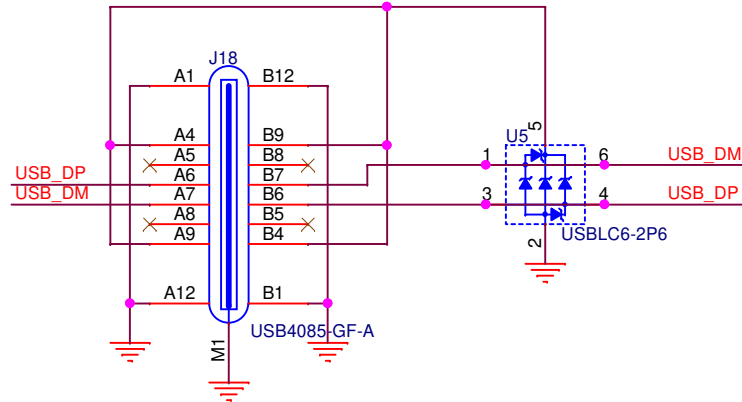 J18
A1
B12
A4
B9
A5
B8
U5
5
USB_DP
A6
B7
1
6
USB_DM
USB_DM
A7
B6
3
4
USB_DP
A8
B5
A9
B4
2
USBLC6-2P6
A12
B1
USB4085-GF-A
M1